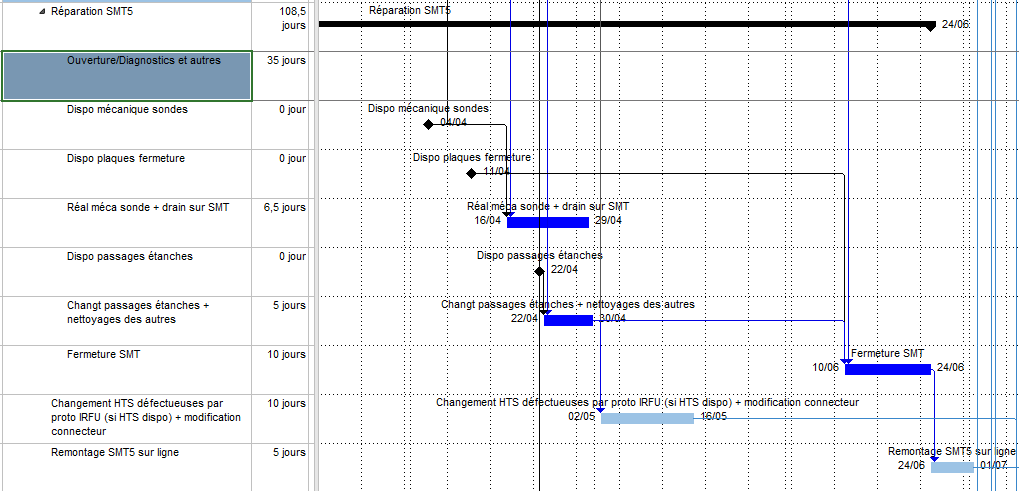 Réparation SMT5
108,5
jours
Réparation SMT5
24/06
Ouverture/Diagnostics et autres
35 jours
Dispo mécanique sondes
0 jour
Dispo mécanique sondes
04/04
Dispo plaques fermeture
0 jour
Dispo plaques fermeture
11/04
Réal méca sonde + drain sur SMT
6,5 jours
Réal méca sonde + drain sur SMT
16/04
29/04
Dispo passages étanches
0 jour
Dispo passages étanches
22/04
Changt passages étanches +
nettoyages des autres
5 jours
Changt passages étanches + nettoyages des autres
22/04
30/04
Fermeture SMT
10 jours
Fermeture SMT
10/06
24/06
Changement HTS défectueuses par
proto IRFU (si HTS dispo) + modification
connecteur
10 jours
Changement HTS défectueuses par proto IRFU (si HTS dispo) + modification connecteur
02/05
16/05
Remontage SMT5 sur ligne
5 jours
Remontage SMT5 sur ligne
24/06
01/07